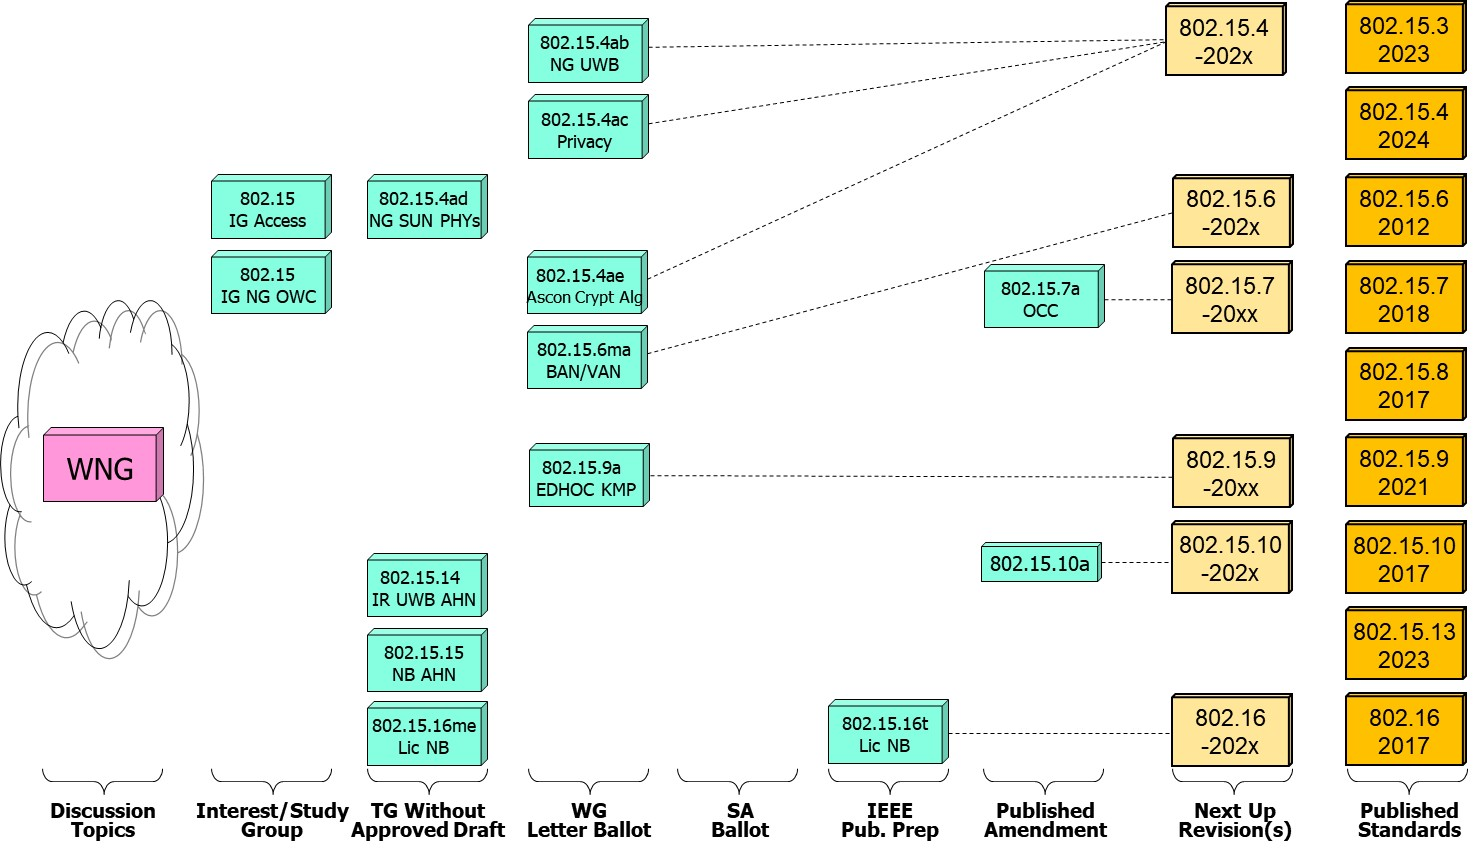 802.15.4ab
NG UWB
802.15.4
-202x
802.15.3
2023
802.15.4ac
Privacy
802.15.4
2024
802.15
IG Access
802.15.4ad
NG SUN PHYs
802.15.6
-202x
802.15.6
2012
802.15
IG NG OWC
802.15.4ae
Ascon Crypt Alg
802.15.7a
OCC
802.15.7
-20xx
802.15.7
2018
802.15.6ma
BAN/VAN
802.15.8
2017
WNG
802.15.9a
EDHOC KMP
802.15.9
-20xx
802.15.9
2021
802.15.10a
802.15.10
-202x
802.15.10
2017
802.15.14
IR UWB AHN
802.15.15
NB AHN
802.15.13
2023
802.15.16me
Lic NB
802.15.16t
Lic NB
802.16
-202x
802.16
2017
Discussion
Topics
Interest/Study
Group
TG Without
Approved Draft
WG
Letter Ballot
SA
Ballot
IEEE
Pub. Prep
Published
Amendment
Next Up
Revision(s)
Published
Standards